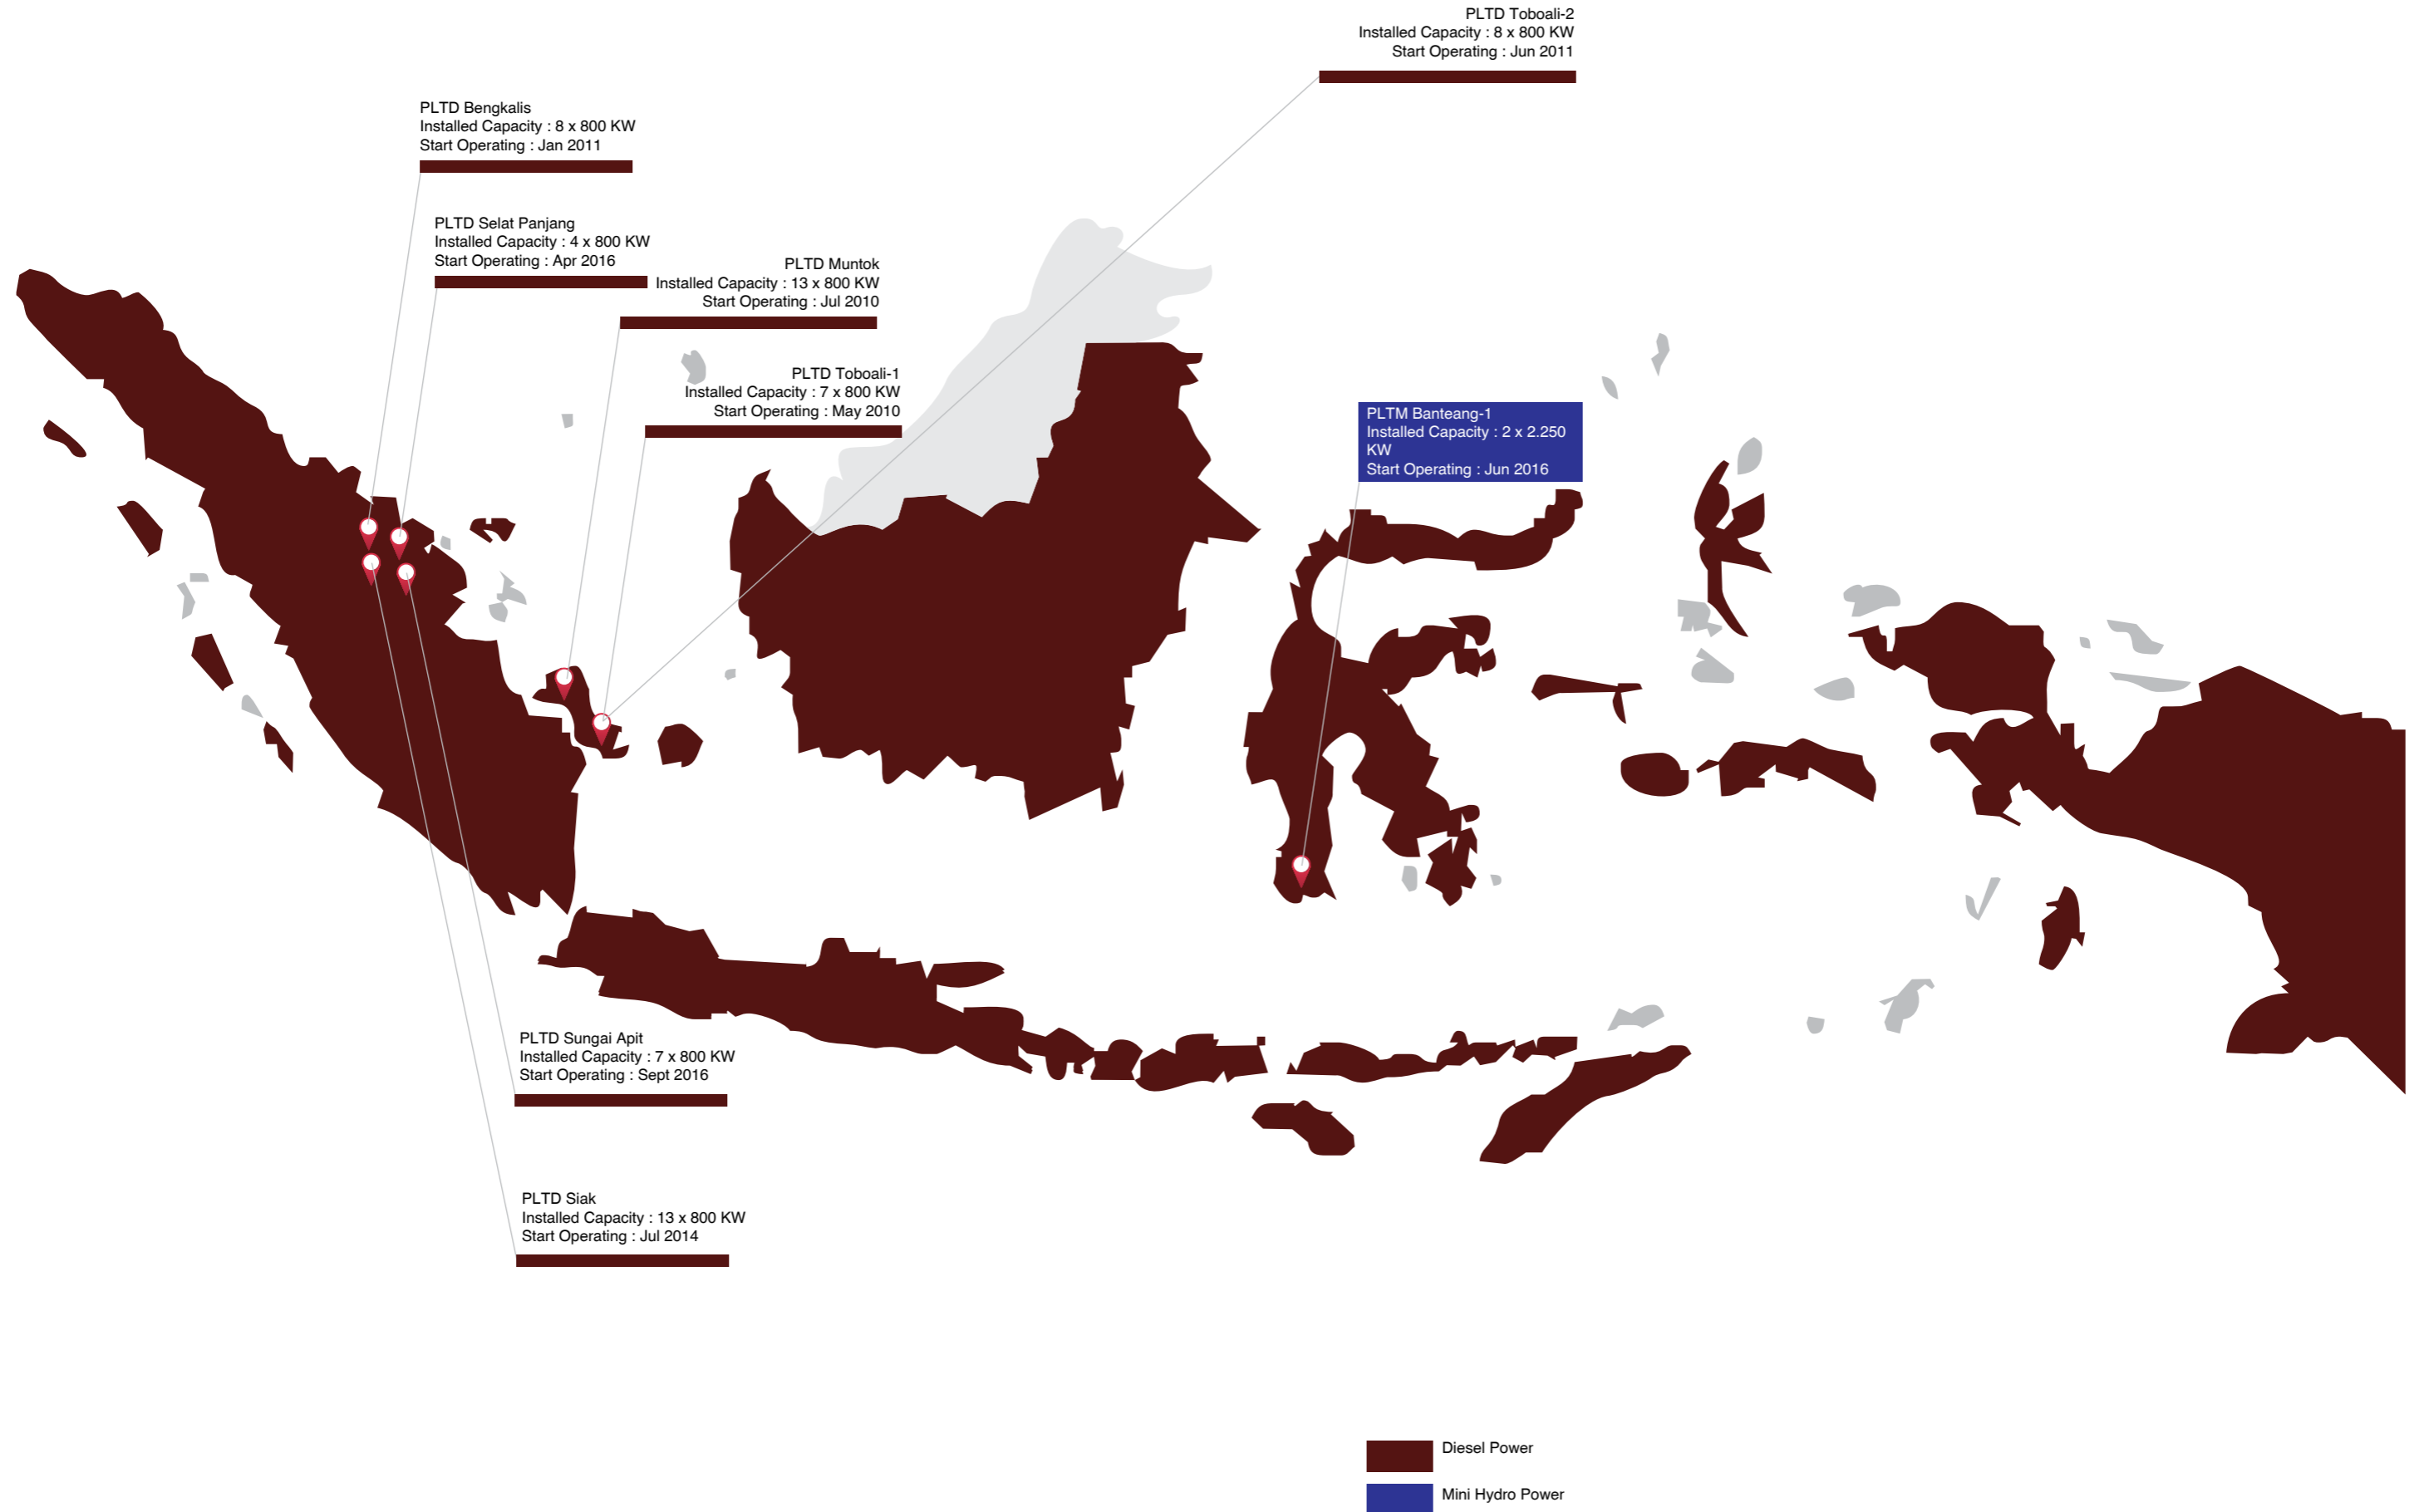 PLTD Toboali-2
Installed Capacity : 8 x 800 KW
Start Operating : Jun 2011
PLTD Bengkalis
Installed Capacity : 8 x 800 KW
Start Operating : Jan 2011
PLTD Selat Panjang
Installed Capacity : 4 x 800 KW
Start Operating : Apr 2016
PLTD Muntok
Installed Capacity : 13 x 800 KW
Start Operating : Jul 2010
PLTD Toboali-1
Installed Capacity : 7 x 800 KW
Start Operating : May 2010
PLTM Banteang-1
Installed Capacity : 2 x 2.250
KW
Start Operating : Jun 2016
PLTD Sungai Apit
Installed Capacity : 7 x 800 KW
Start Operating : Sept 2016
PLTD Siak
Installed Capacity : 13 x 800 KW
Start Operating : Jul 2014
Diesel Power
Mini Hydro Power